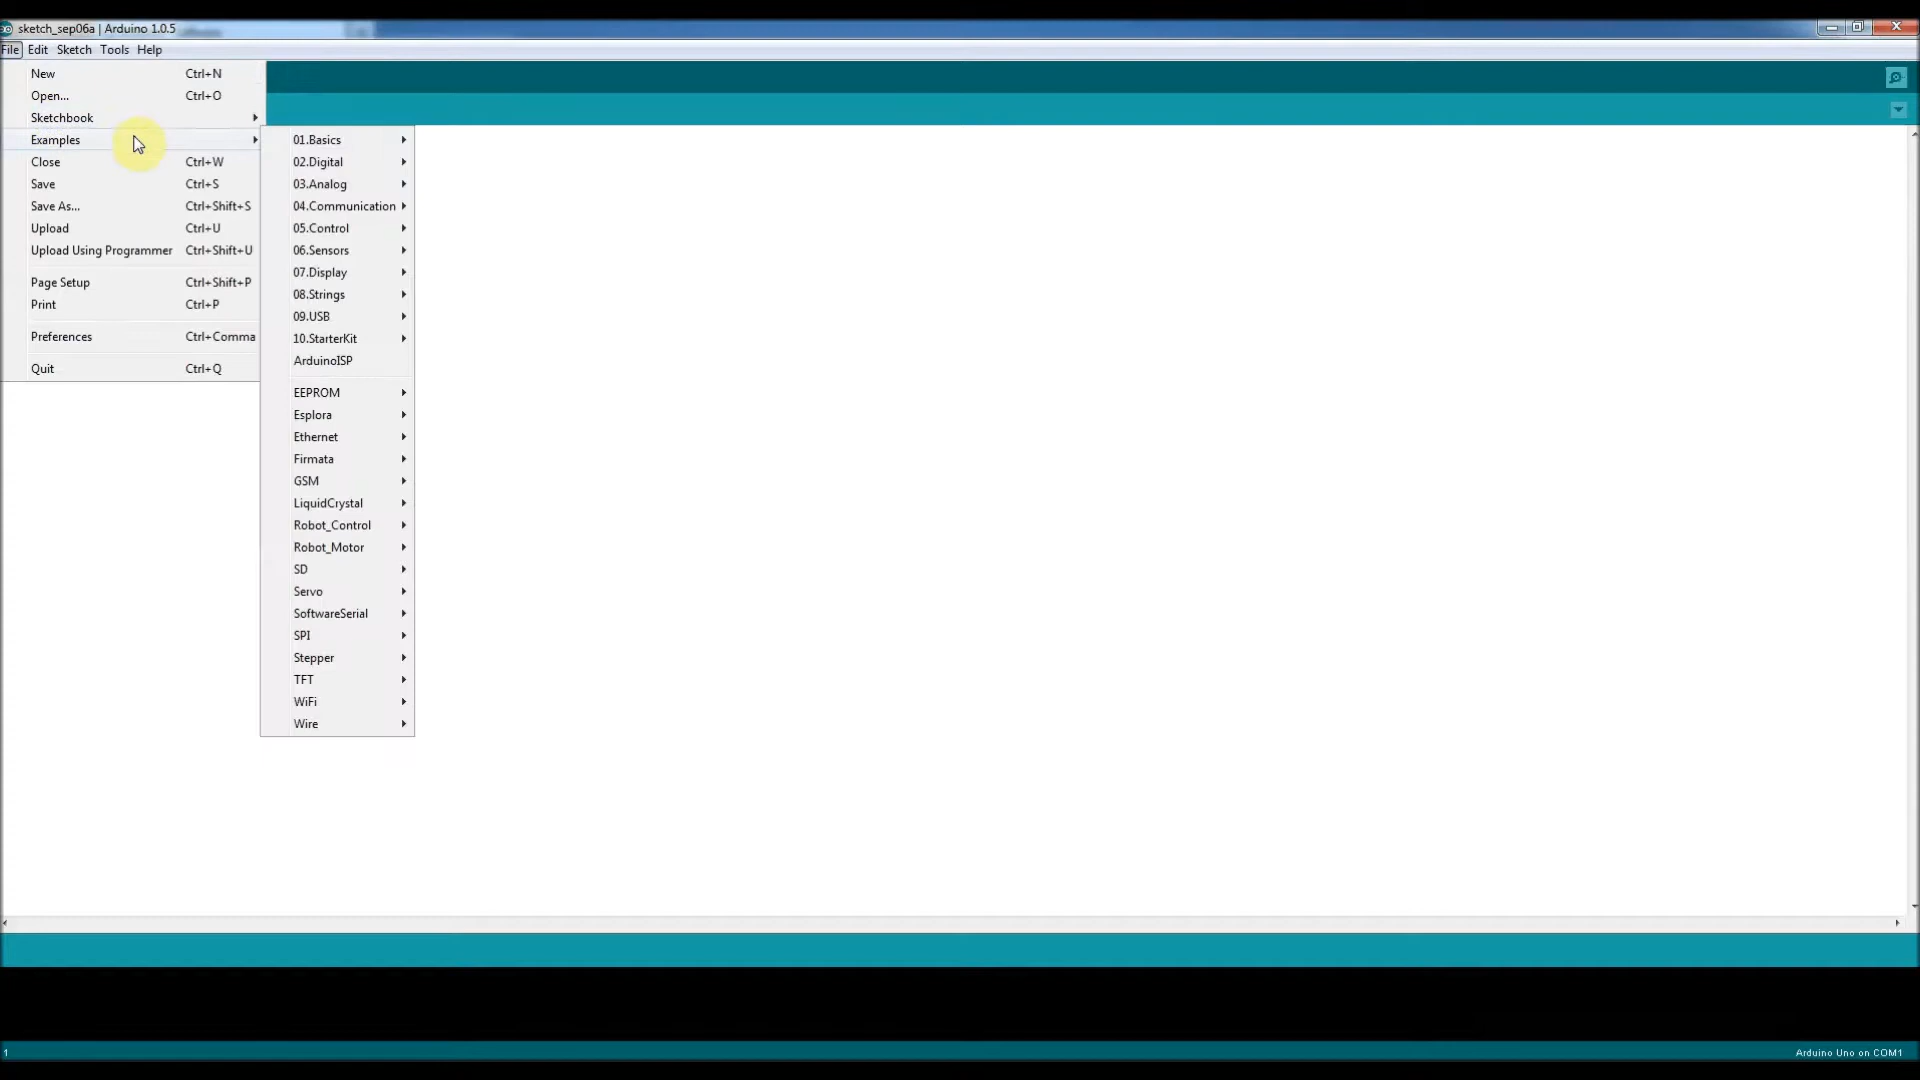 sketch_sep06a | Arduino 1.0.5
File Edit Sketch Tools Help
New Ctrl+N
Open... Ctrl+O
Sketchbook
Examples
Close Ctrl+W
Save Ctrl+S
Save As... Ctrl+Shift+S
Upload Ctrl+U
Upload Using Programmer Ctrl+Shift+U
Page Setup Ctrl+Shift+P
Print Ctrl+P
Preferences Ctrl+Comma
Quit Ctrl+Q
01.Basics
02.Digital
03.Analog
04.Communication
05.Control
06.Sensors
07.Display
08.Strings
09.USB
10.StarterKit
ArduinoISP
EEPROM
Esplora
Ethernet
Firmata
GSM
LiquidCrystal
Robot_Control
Robot_Motor
SD
Servo
SoftwareSerial
SPI
Stepper
TFT
WiFi
Wire
1
Arduino Uno on COM1